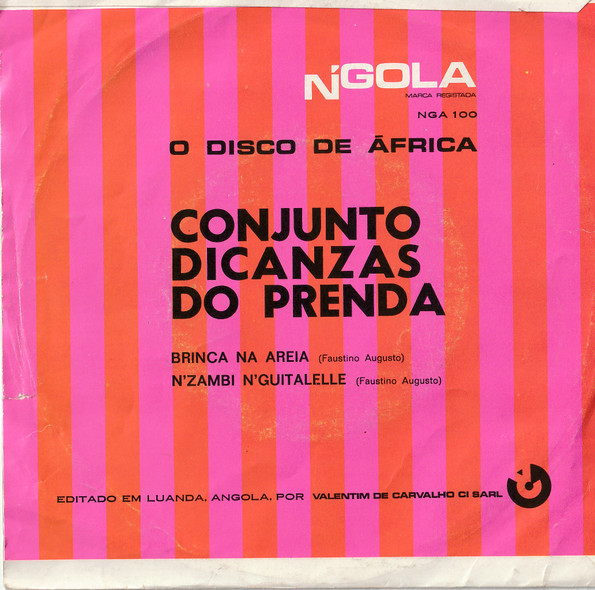 N'GOLA
MARCA REGISTADA
NGA 100
O DISCO DE ÁFRICA
CONJUNTO
DICANZAS
DO PRENDA
BRINCA NA AREIA (Faustino Augusto)
N'ZAMBI N'GUITALELLE (Faustino Augusto)
EDITADO EM LUANDA, ANGOLA, POR VALENTIM DE CARVALHO CI SARL